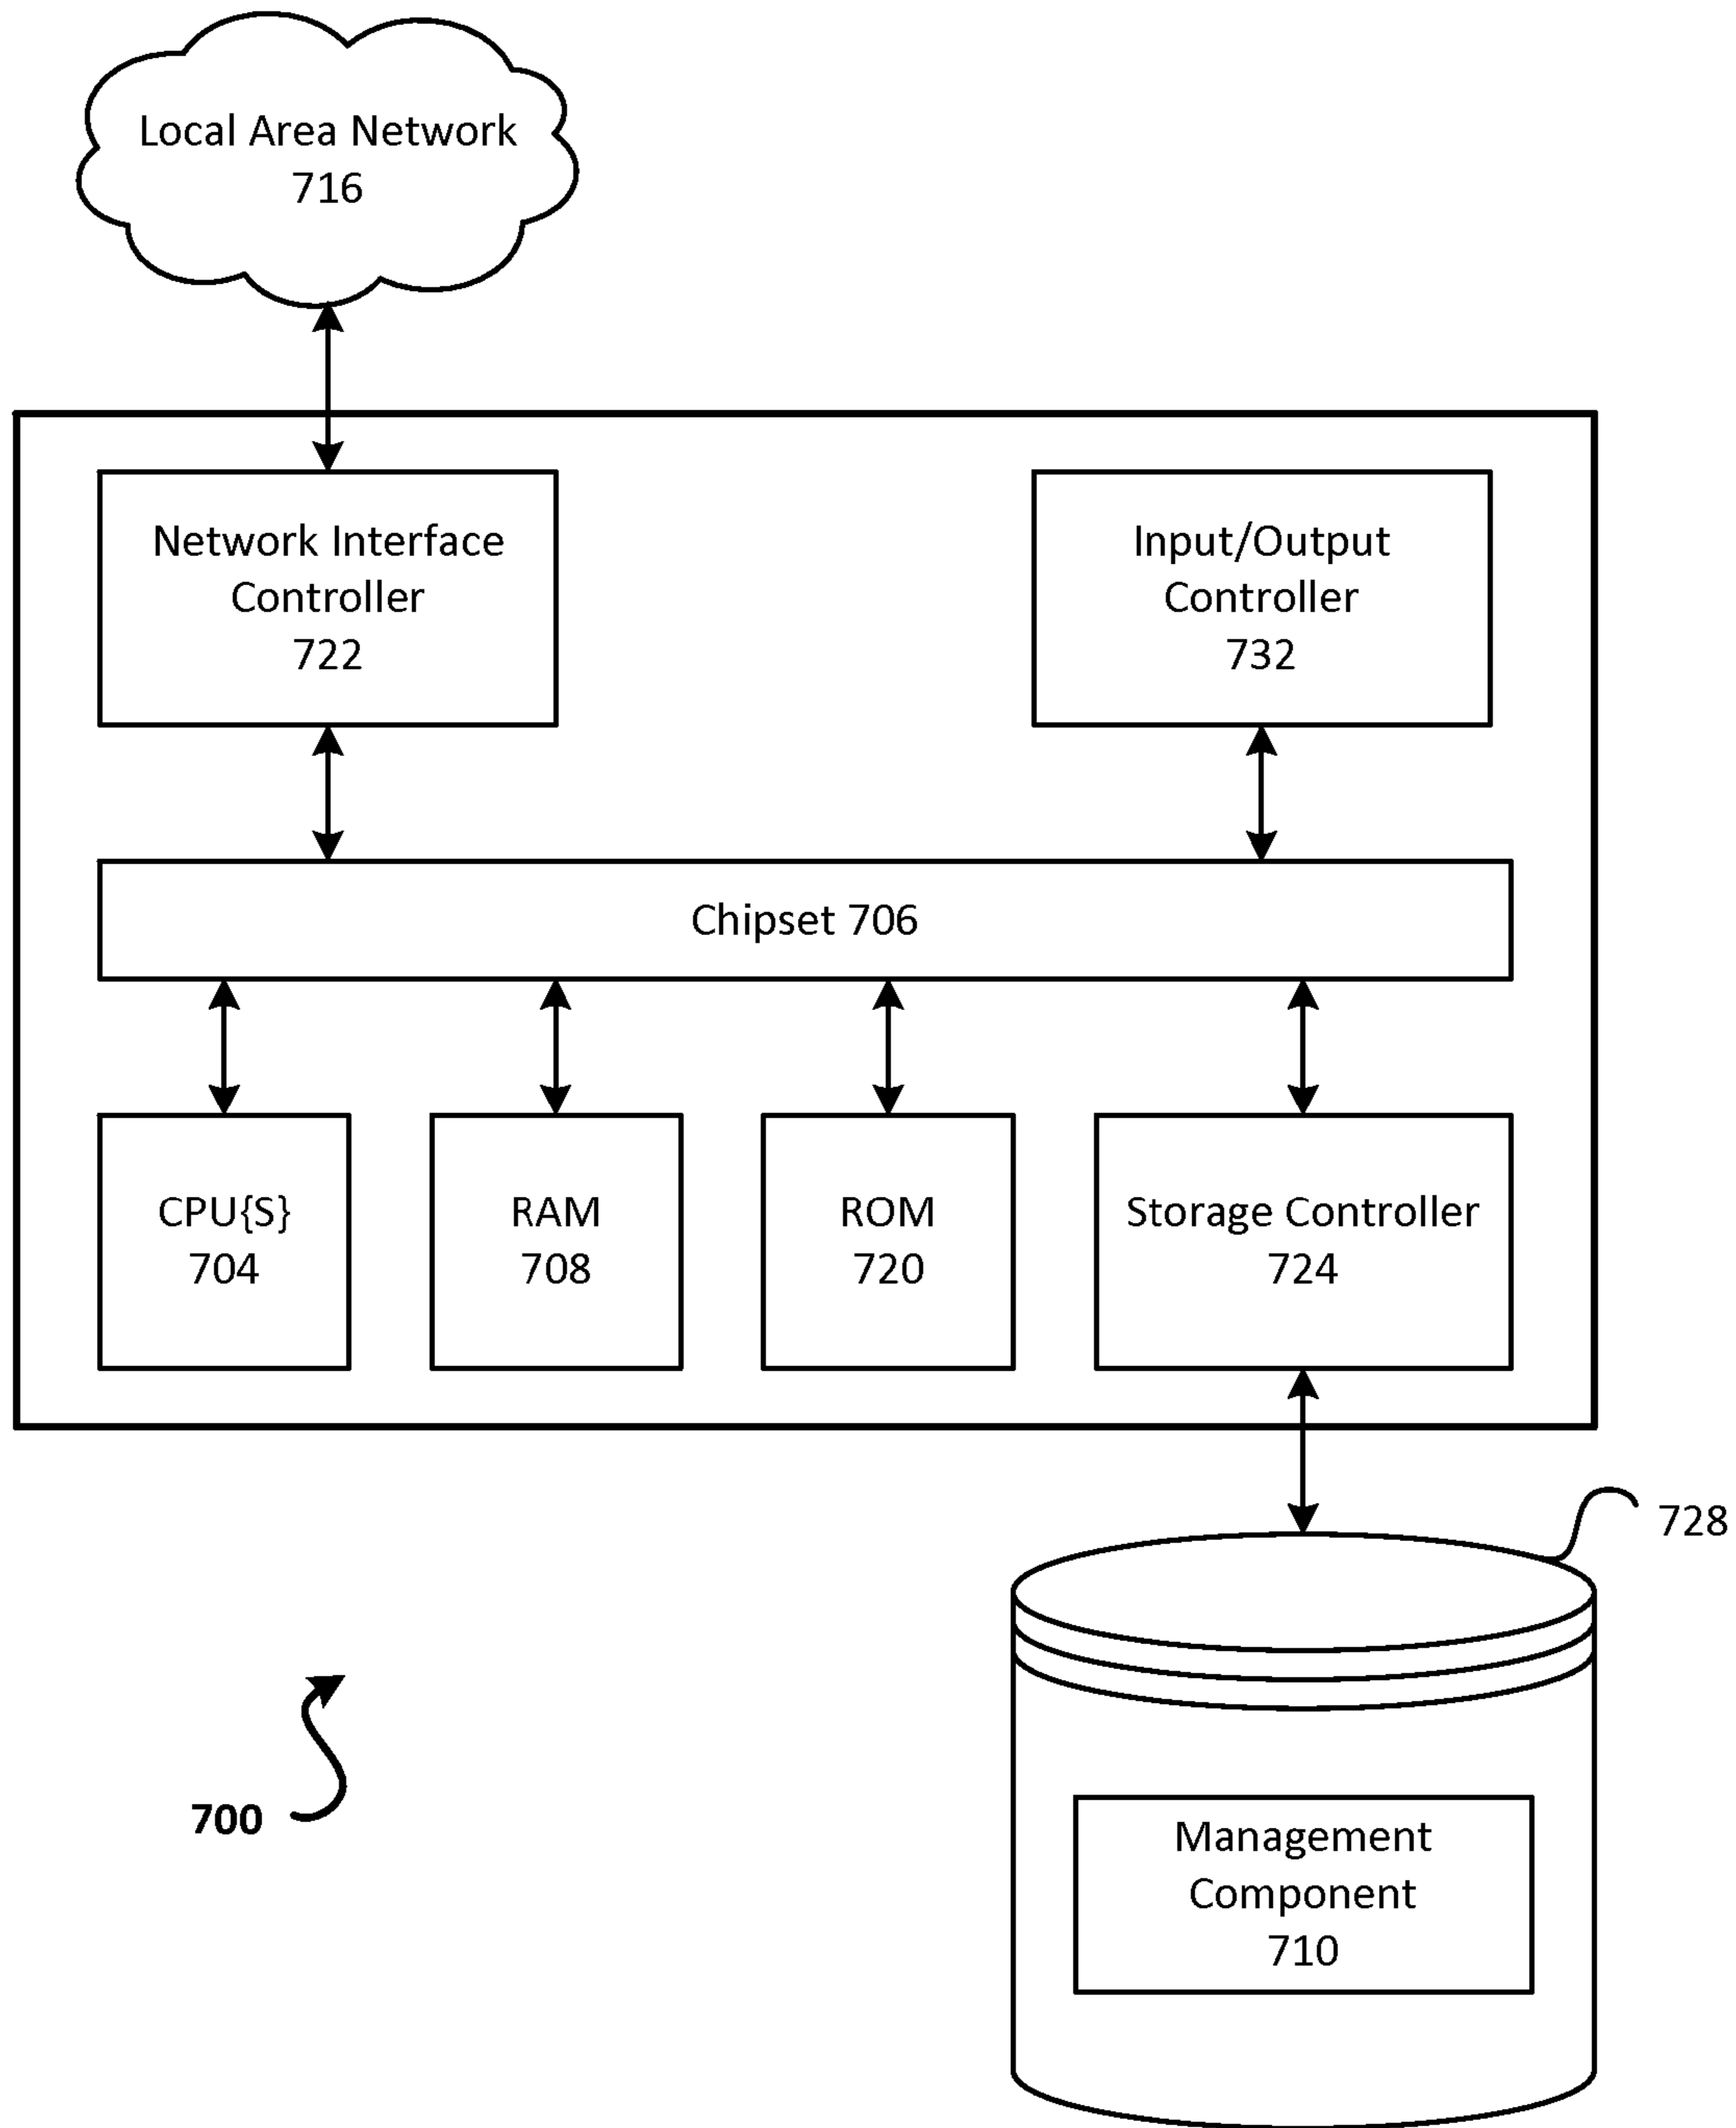 Local Area Network
716
Network Interface
Controller
722
Input/Output
Controller
732
Chipset 706
CPU{S}
704
RAM
708
ROM
720
Storage Controller
724
728
700
Management
Component
710